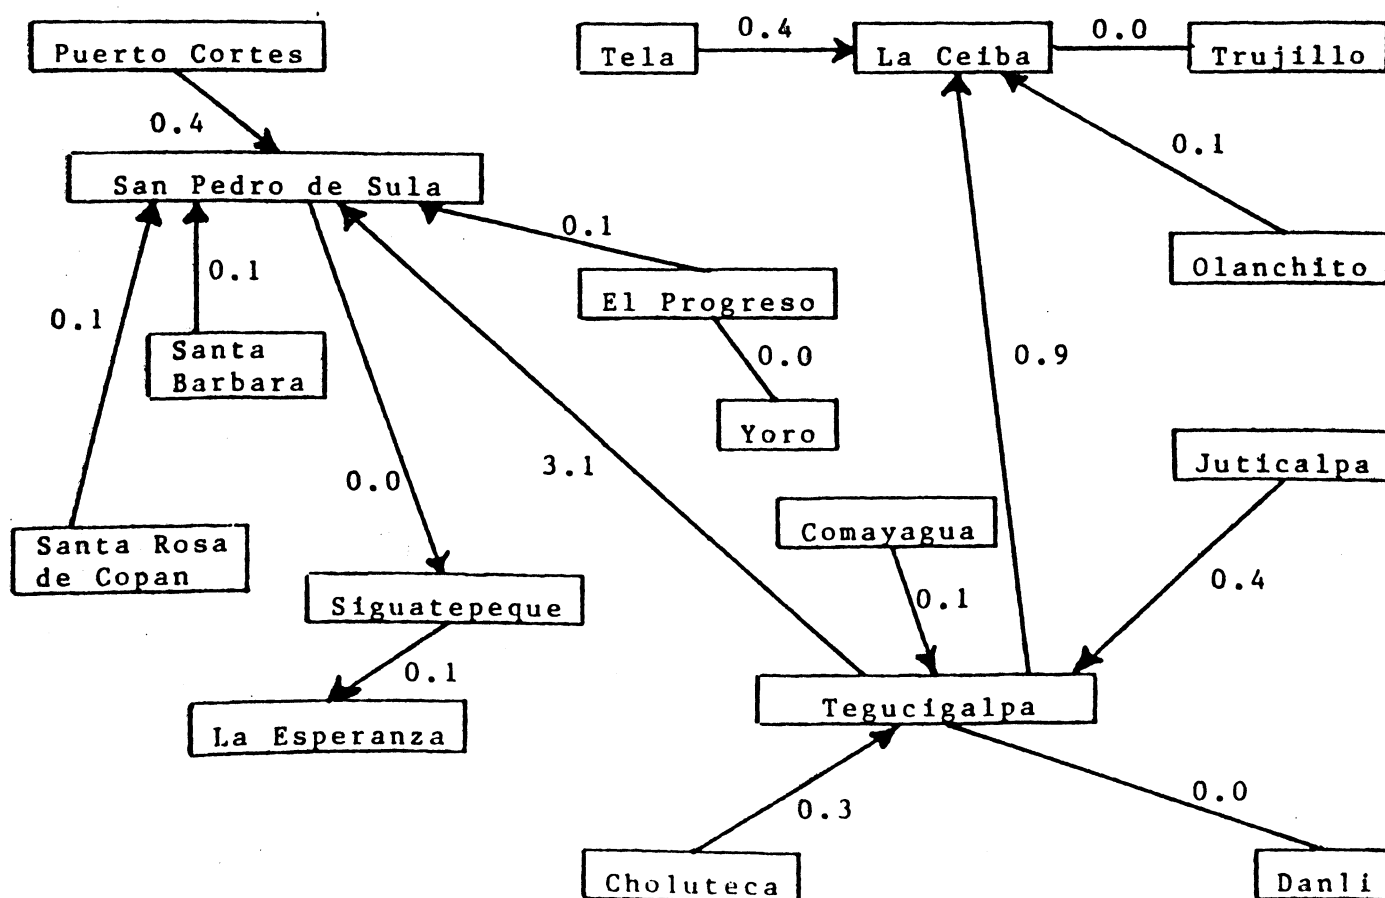 Puerto Cortes
Tela
0.4
La Ceiba
0.0
Trujillo
0.4
San Pedro de Sula
0.1
0.1
Olanchito
0.1
0.1
El Progreso
Santa
Barbara
0.0
0.9
Yoro
Juticalpa
3.1
0.0
Comayagua
Santa Rosa
de Copan
0.4
Siguatepeque
0.1
0.1
La Esperanza
Tegucigalpa
0.3
0.0
Choluteca
Danli